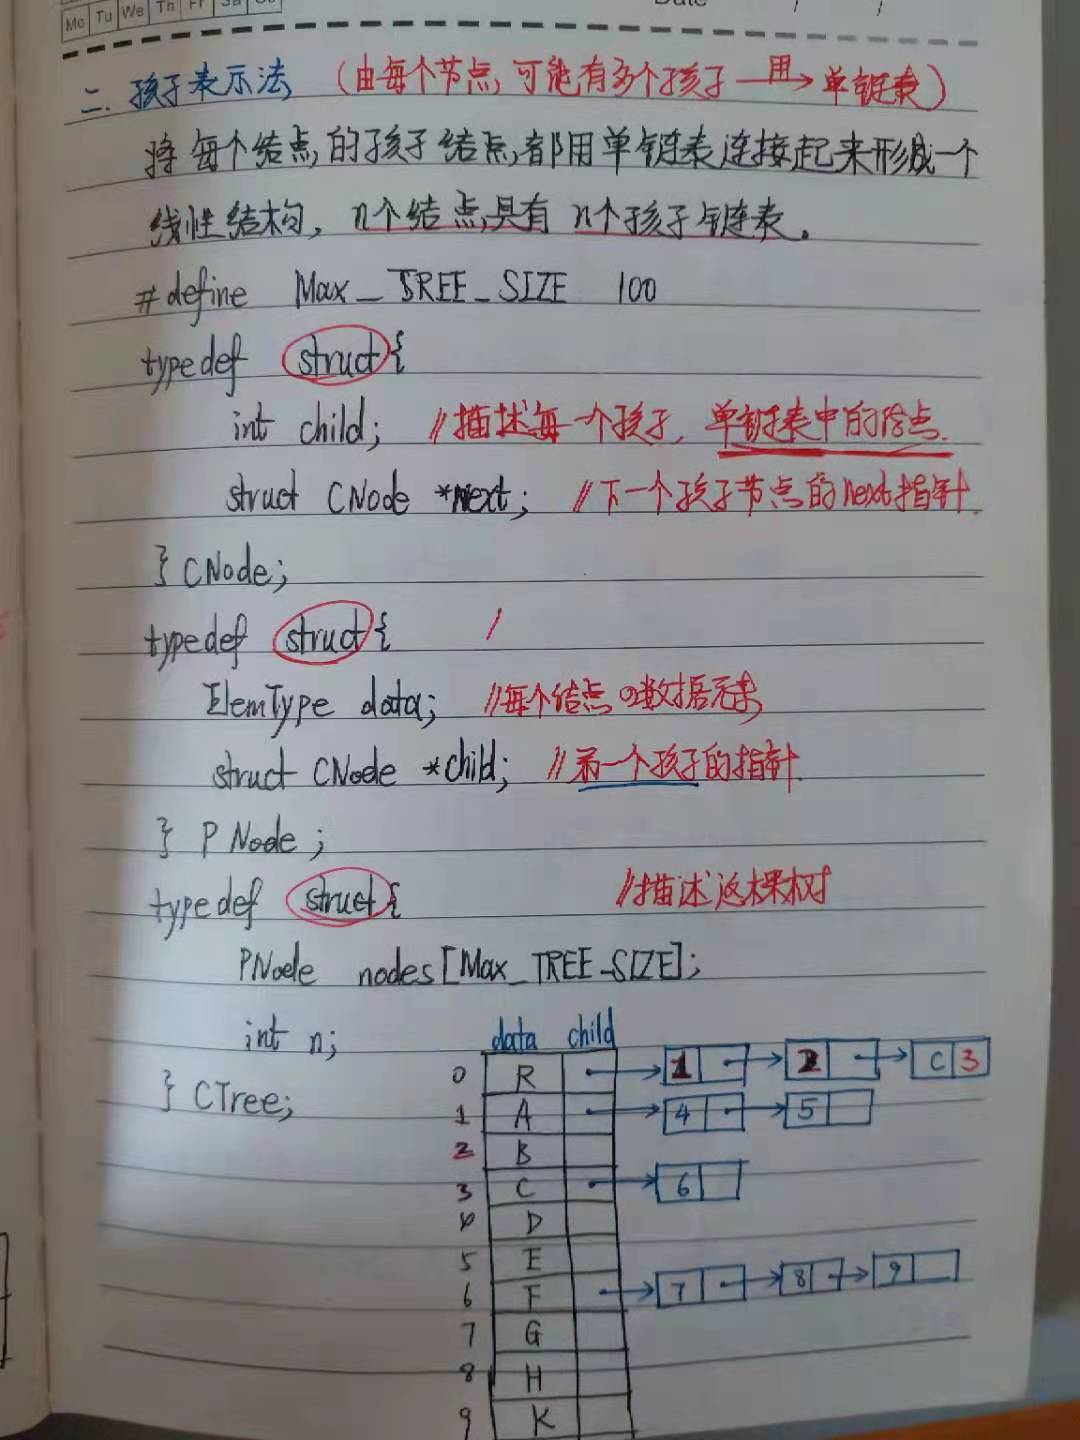 Mo Tu We Th Fr Sa Su
Date / /
二. 孩子表示法 (由每个节点, 可能有多个孩子 —用→ 单链表)
将每个结点的孩子结点都用单链表连接起来形成一个
线性结构, n个结点具有 n个孩子链表。
#define Max_TREE_SIZE 100
typedef struct{
int child; //描述每一个孩子, 单链表中的结点.
struct CNode *next; //下一个孩子节点的next指针.
} CNode;
typedef struct{
ElemType data; //每个结点的数据元素
struct CNode *child; //第一个孩子的指针.
} PNode;
typedef struct{ //描述这棵树
PNode nodes[Max_TREE_SIZE];
int n;
} CTree;
data child
0 R 1 2 C 3
1 A 4 5
2 B
3 C 6
4 D
5 E
6 F 7 8 9
7 G
8 H
9 K